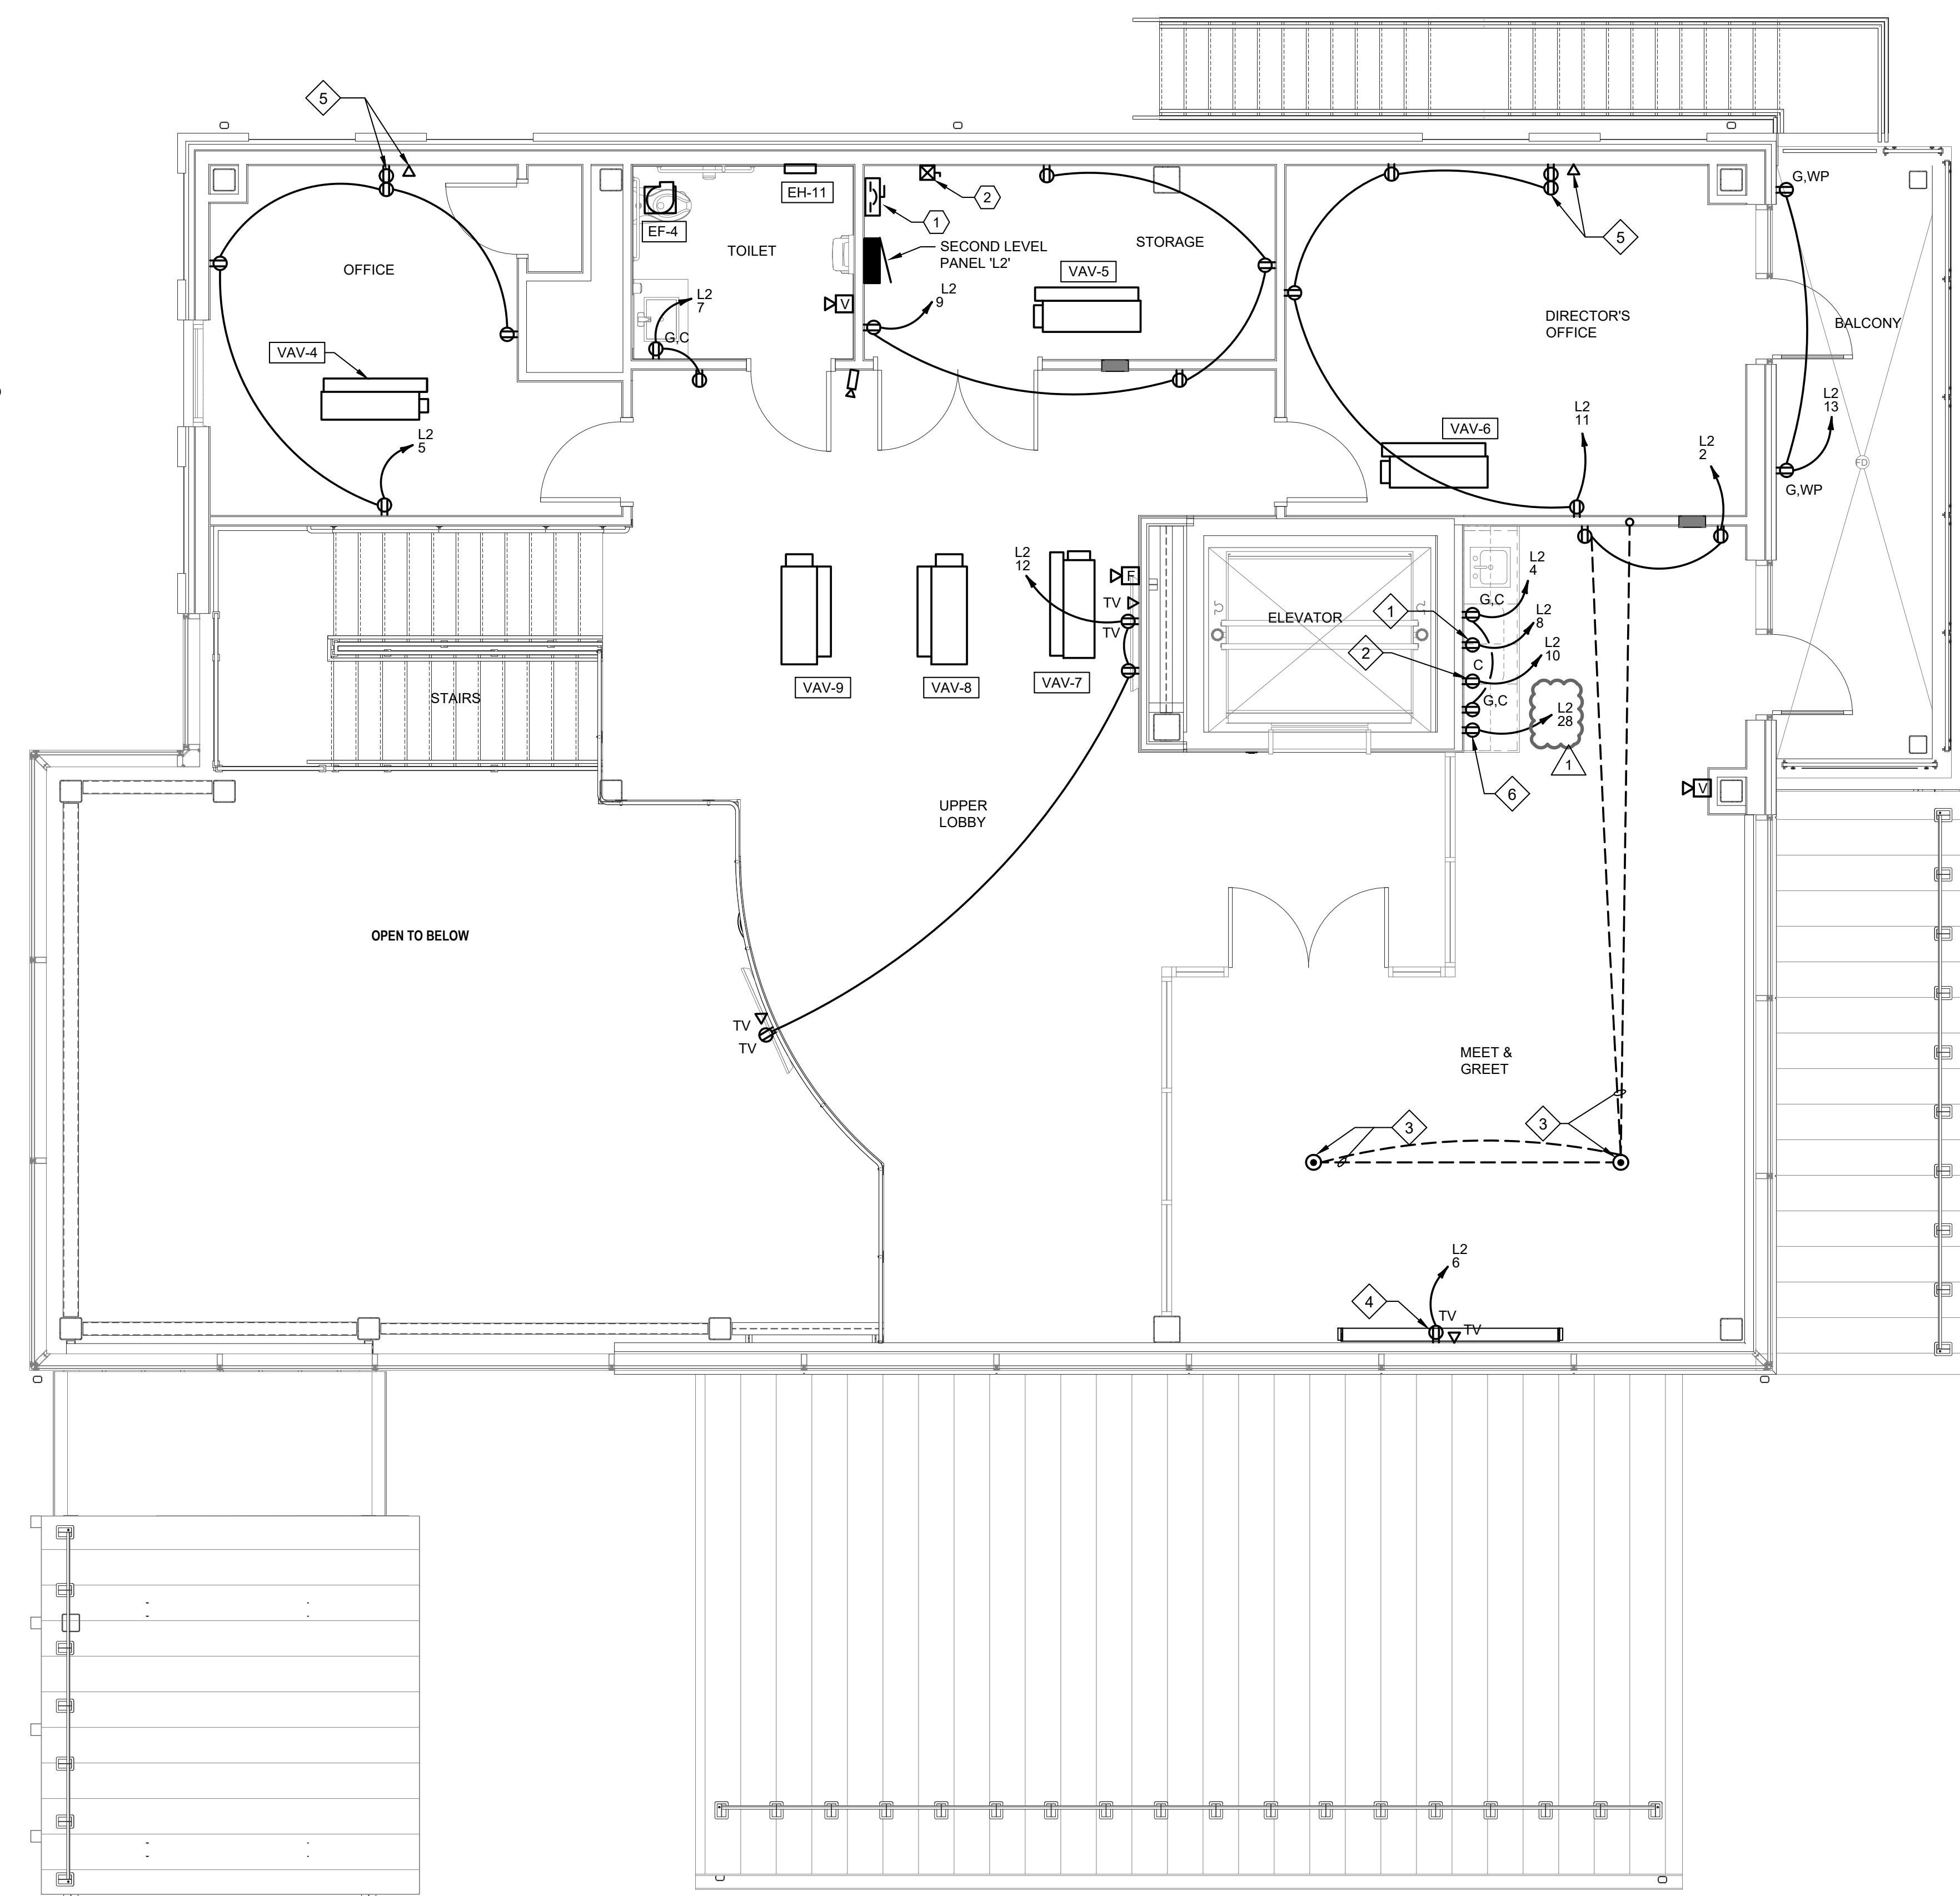 5
G,WP
EH-11
2
1
EF-4
TOILET
STORAGE
5
SECOND LEVEL
PANEL 'L2'
OFFICE
VAV-5
L2
7
L2
9
V
G,C
DIRECTOR'S
OFFICE
BALCONY
VAV-4
L2
13
L2
11
VAV-6
L2
5
L2
2
FD
G,WP
L2
12
F
TV
TV
ELEVATOR
1
2
L2
4
G,C
L2
8
L2
10
C
G,C
L2
28
1
6
VAV-9
VAV-8
VAV-7
STAIRS
V
UPPER
LOBBY
OPEN TO BELOW
TV
TV
MEET &
GREET
3
3
L2
6
4
TV
TV